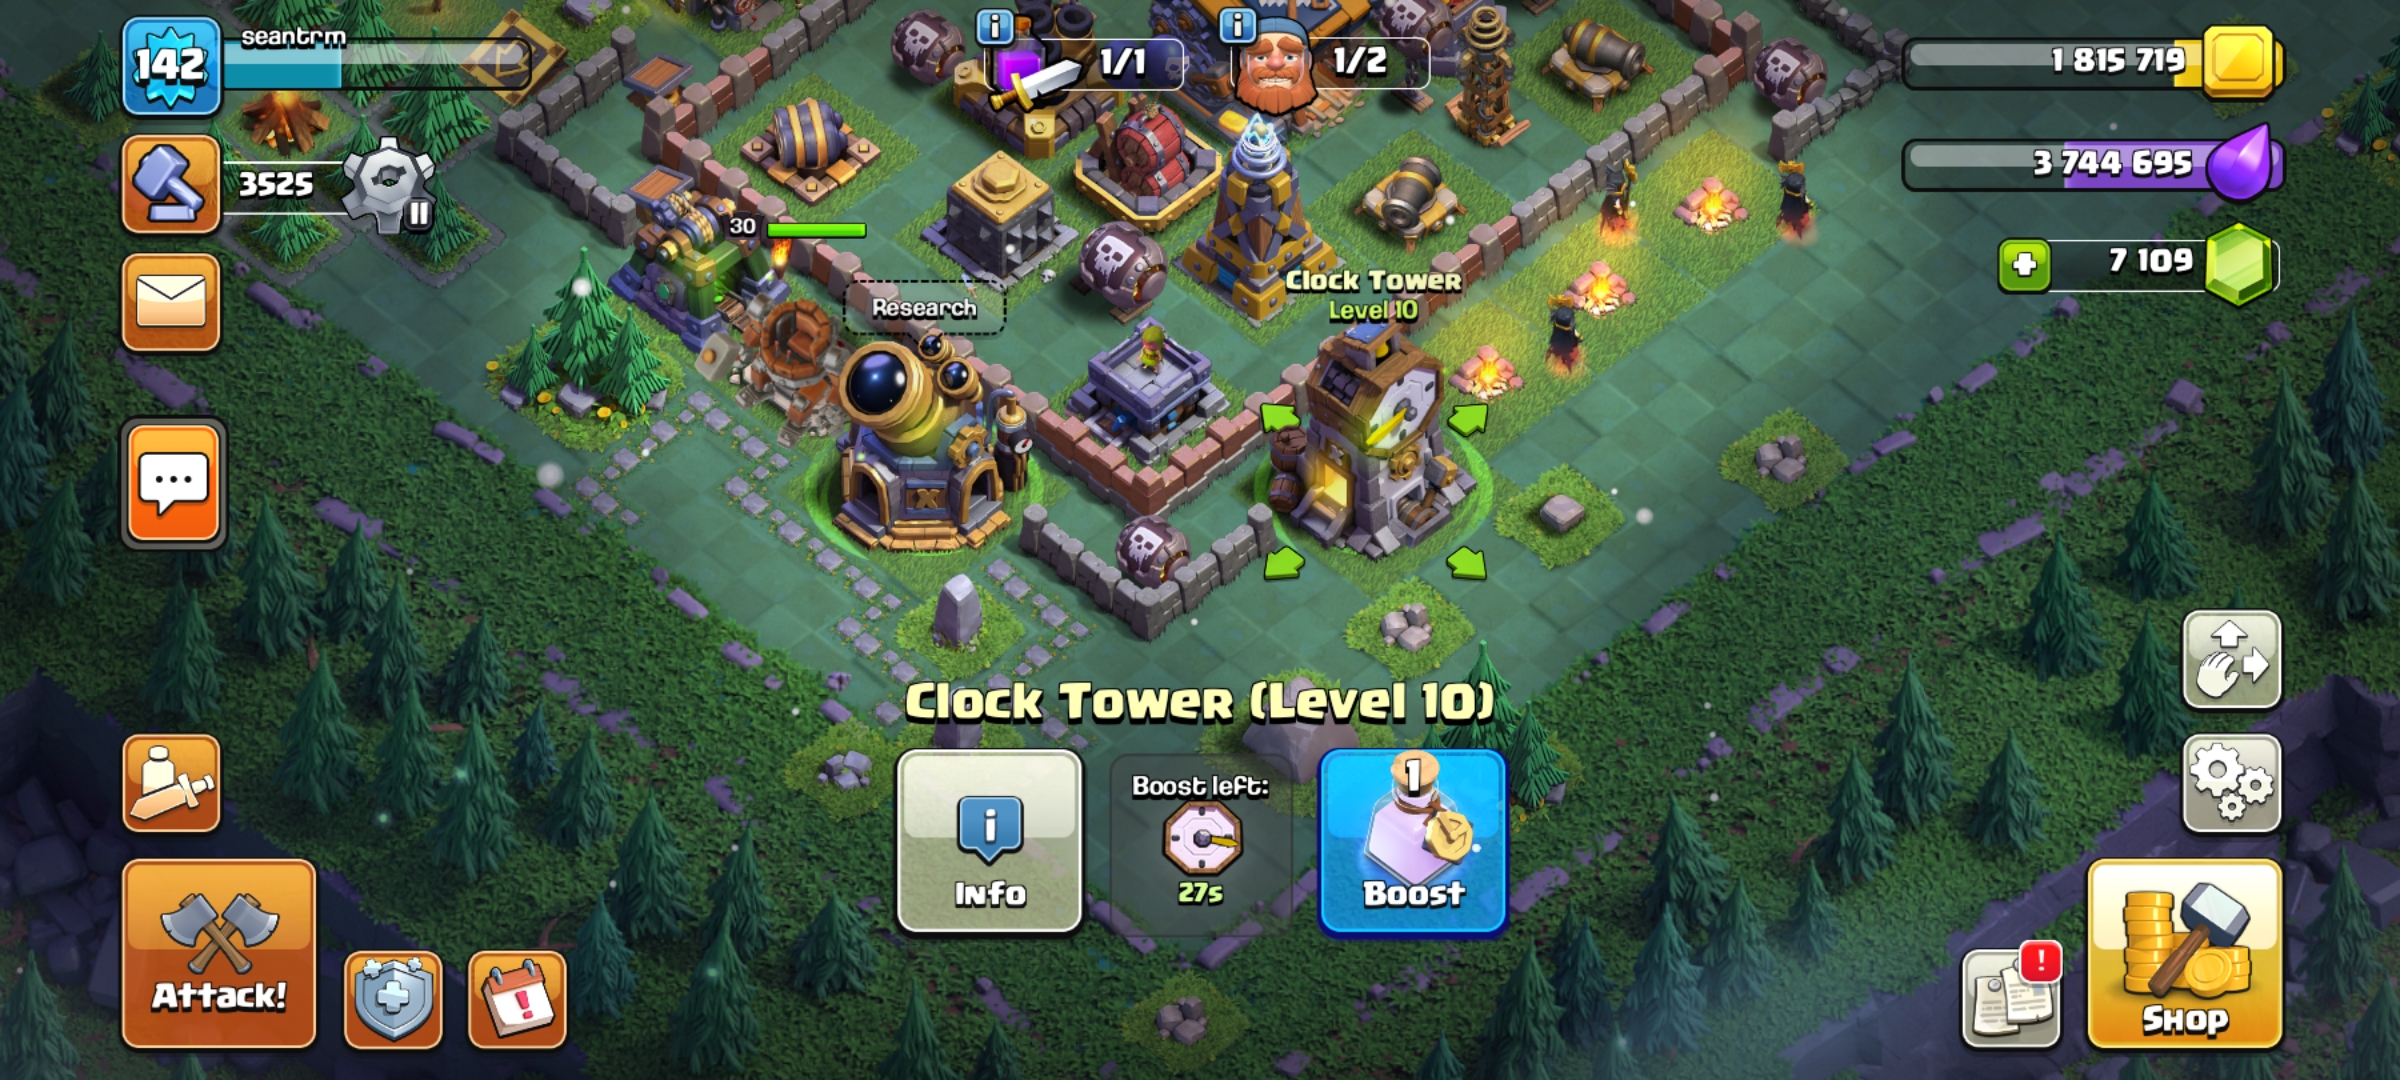 142
seantrm
1/1
1/2
1 815 719
3525
3 744 695
30
7 109
Clock Tower
Level 10
Research
Clock Tower (Level 10)
Info
Boost left:
27s
1
Boost
Attack!
!
Shop